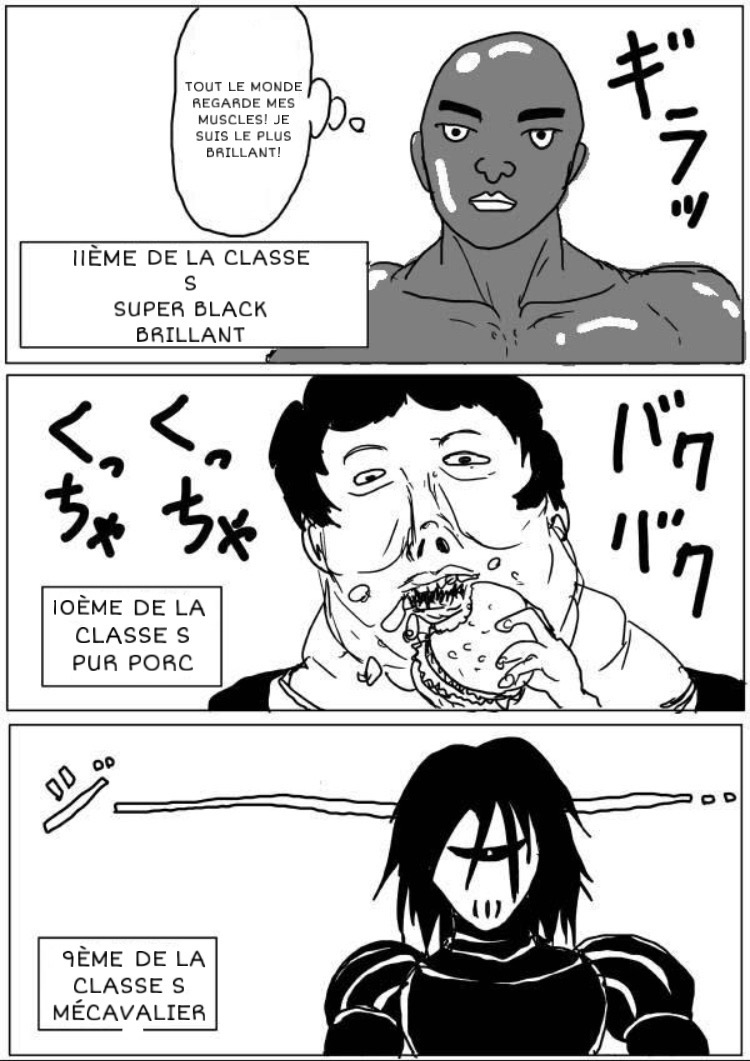 TOUT LE MONDE
REGARDE MES
MUSCLES! JE
SUIS LE PLUS
BRILLANT!
ギラッ
11ÈME DE LA CLASSE
S
SUPER BLACK
BRILLANT
くっちゃ
くっちゃ
バク
バク
10ÈME DE LA
CLASSE S
PUR PORC
9ÈME DE LA
CLASSE S
MÉCAVALIER